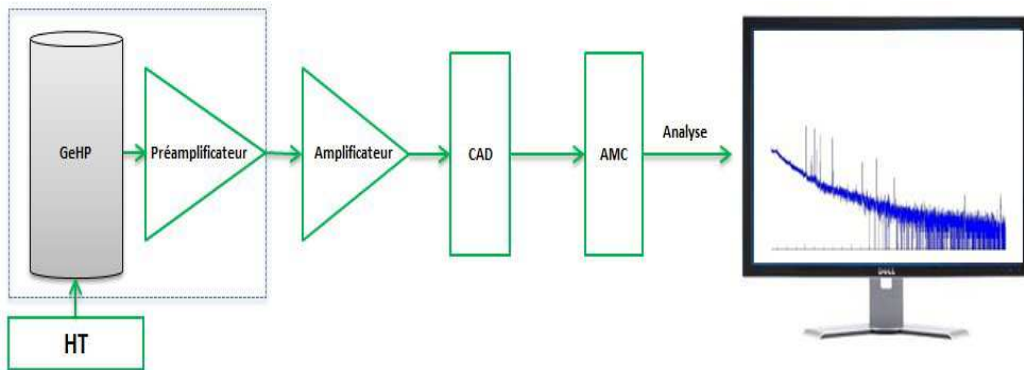 GeHP
Préamplificateur
Amplificateur
CAD
AMC
Analyse
HT
DELL